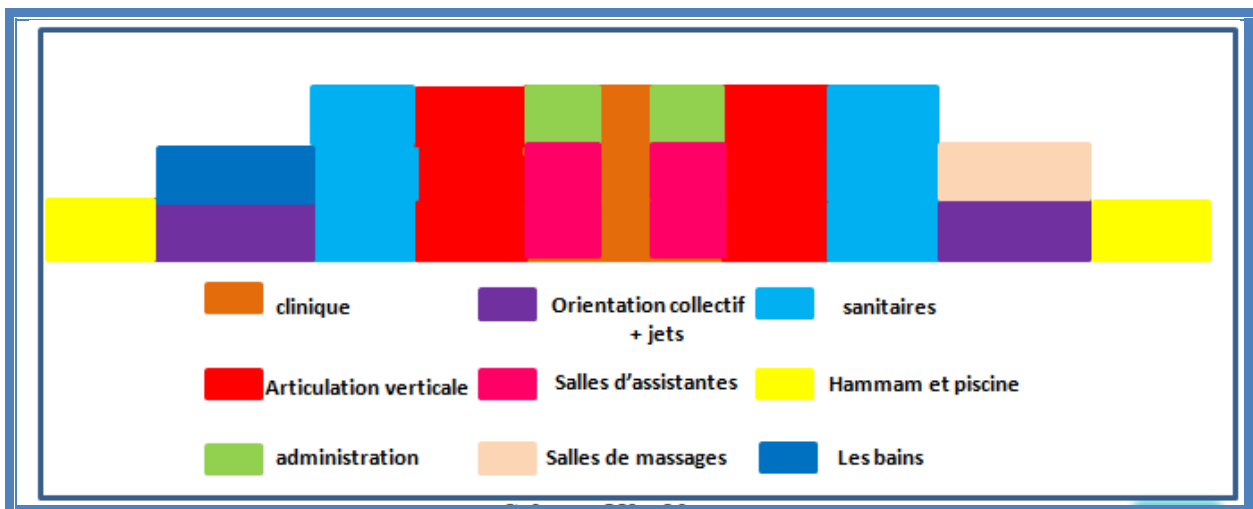 clinique
Orientation collectif
+ jets
sanitaires
Articulation verticale
Salles d'assistantes
Hammam et piscine
administration
Salles de massages
Les bains